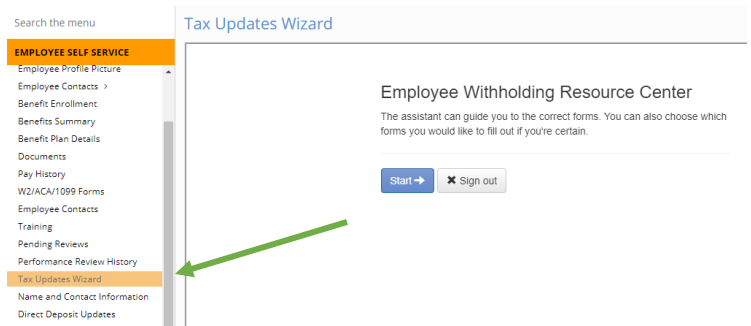 Search the menu
Tax Updates Wizard
EMPLOYEE SELF SERVICE
Employee Profile Picture
Employee Contacts >
Benefit Enrollment
Benefits Summary
Benefit Plan Details
Documents
Pay History
W2/ACA/1099 Forms
Employee Contacts
Training
Pending Reviews
Performance Review History
Tax Updates Wizard
Name and Contact Information
Direct Deposit Updates
Employee Withholding Resource Center
The assistant can guide you to the correct forms. You can also choose which
forms you would like to fill out if you're certain.
Start
Sign out